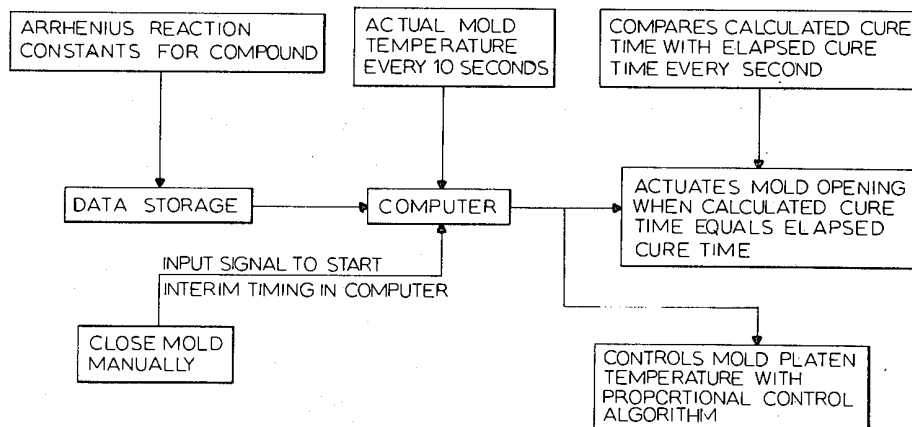 ARRHENIUS REACTION
CONSTANTS FOR COMPOUND
ACTUAL MOLD
TEMPERATURE
EVERY 10 SECONDS
COMPARES CALCULATED CURE
TIME WITH ELAPSED CURE
TIME EVERY SECOND
DATA STORAGE
COMPUTER
ACTUATES MOLD OPENING
WHEN CALCULATED CURE
TIME EQUALS ELAPSED
CURE TIME
INPUT SIGNAL TO START
INTERIM TIMING IN COMPUTER
CLOSE MOLD
MANUALLY
CONTROLS MOLD PLATEN
TEMPERATURE WITH
PROPORTIONAL CONTROL
ALGORITHM